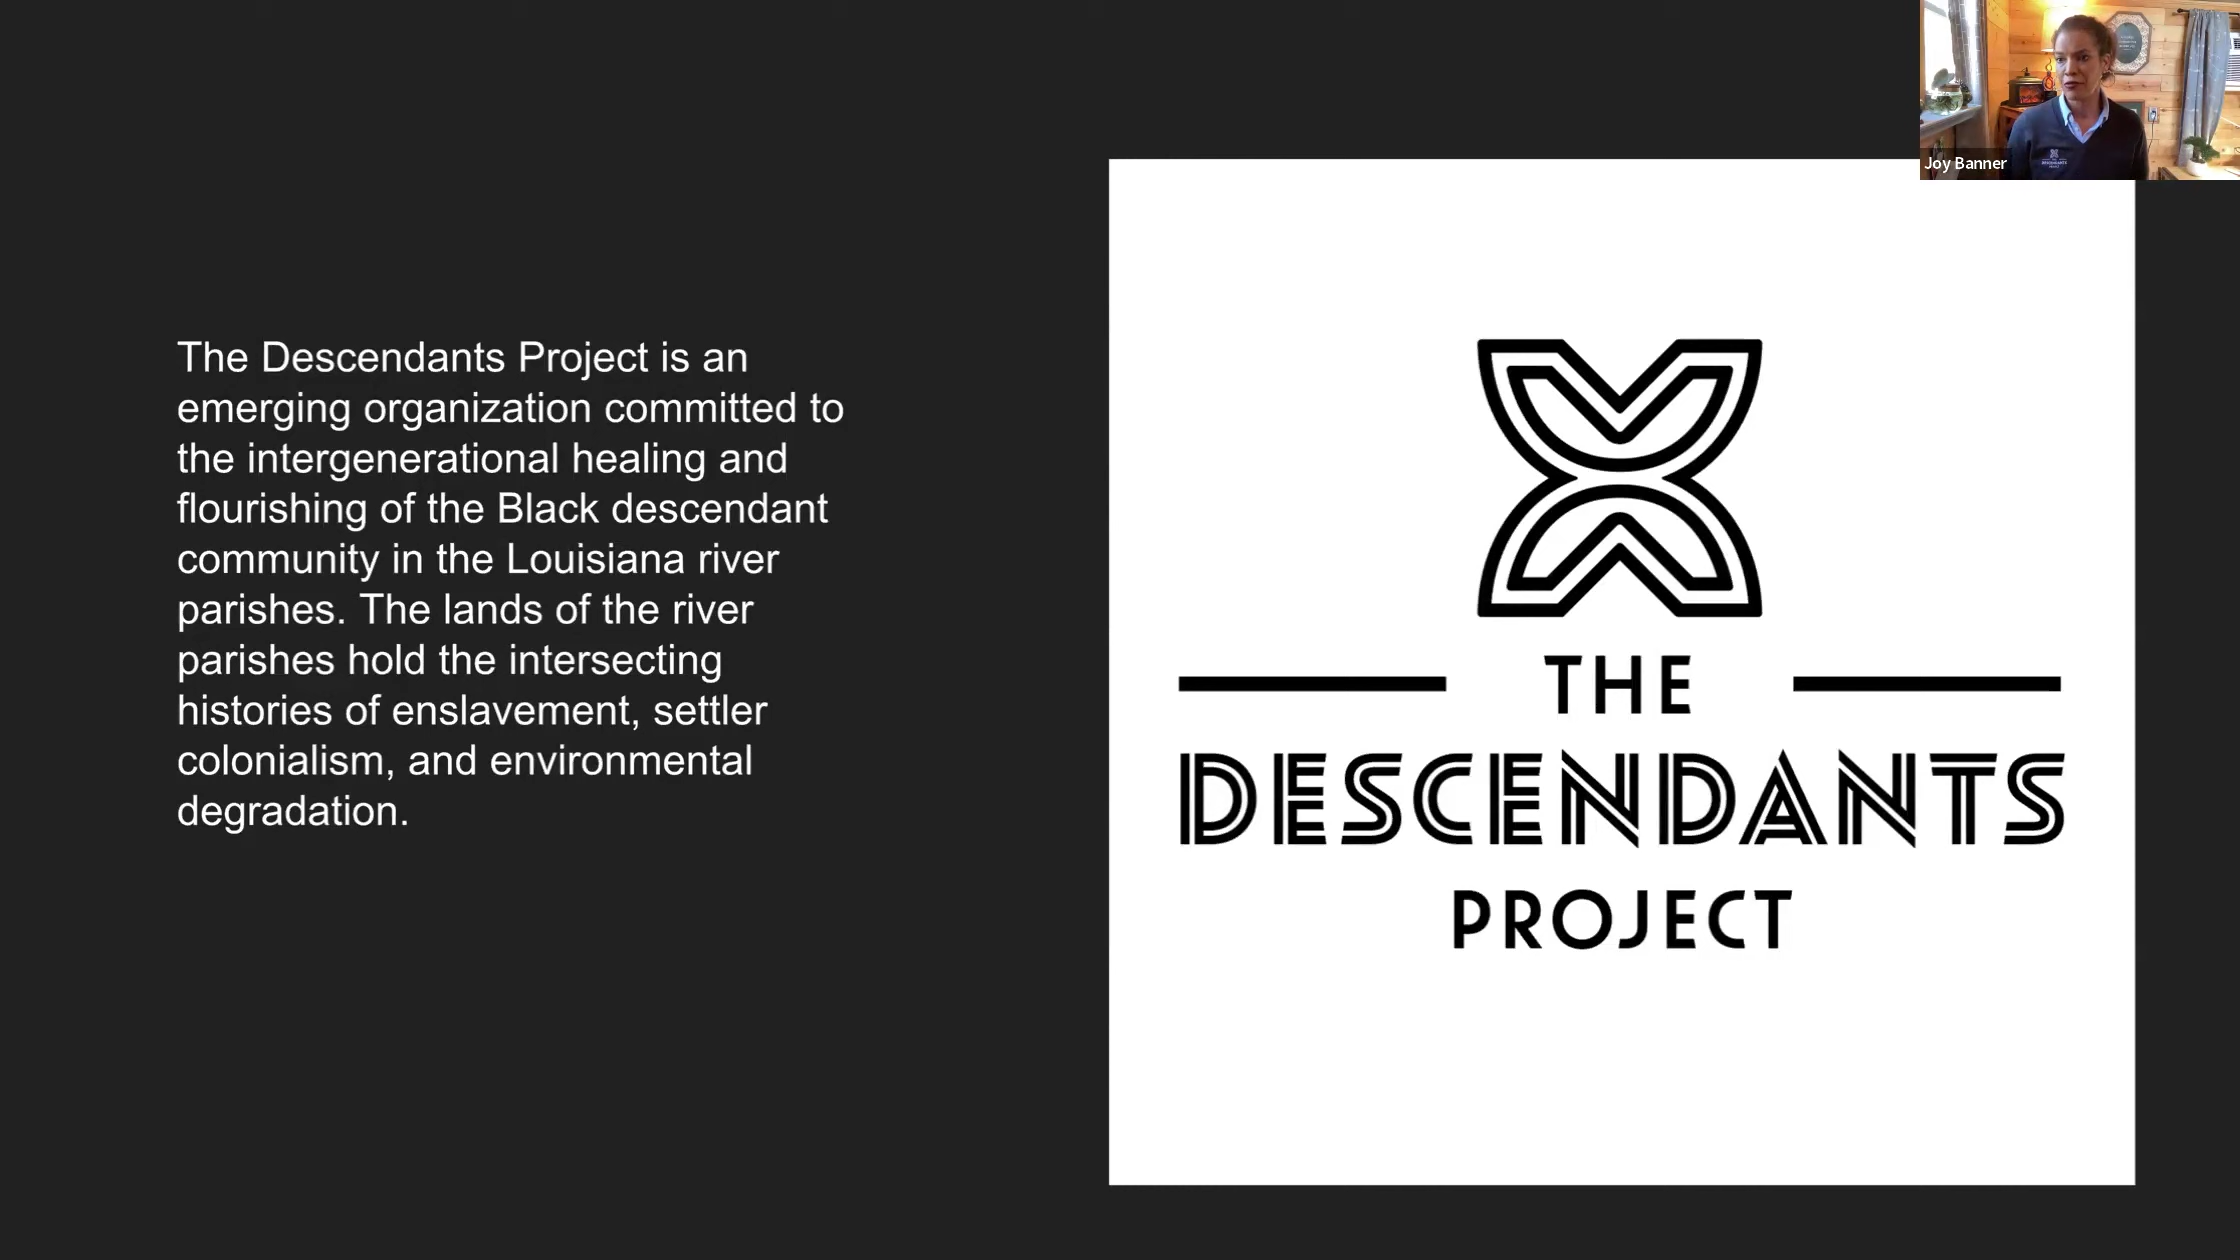 Joy Banner
The Descendants Project is an
emerging organization committed to
the intergenerational healing and
flourishing of the Black descendant
community in the Louisiana river
parishes. The lands of the river
parishes hold the intersecting
histories of enslavement, settler
colonialism, and environmental
degradation.
THE
DESCENDANTS
PROJECT